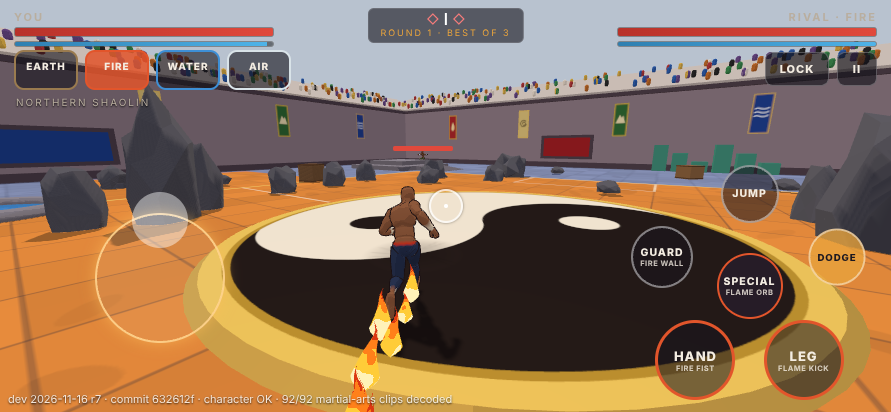 YOU
RIVAL · FIRE
ROUND 1 · BEST OF 3
EARTH
FIRE
WATER
AIR
LOCK
II
NORTHERN SHAOLIN
JUMP
GUARD
FIRE WALL
DODGE
SPECIAL
FLAME ORB
HAND
FIRE FIST
LEG
FLAME KICK
dev 2026-11-16 r7 · commit 632612f · character OK · 92/92 martial-arts clips decoded